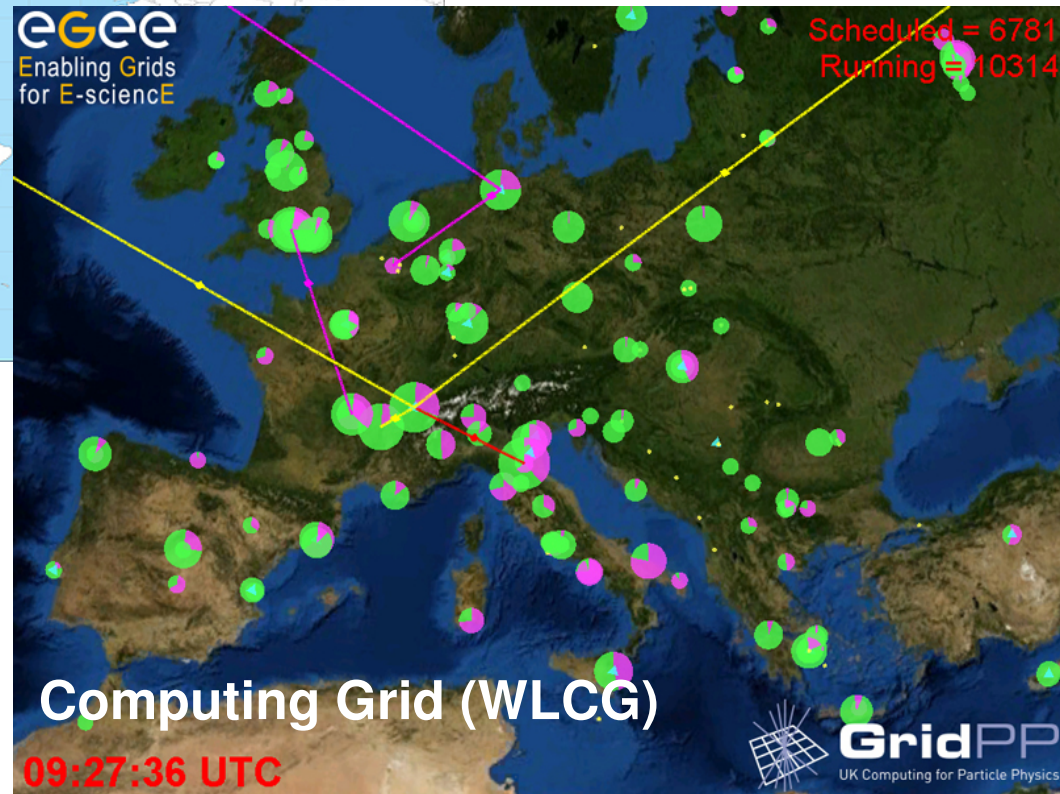 egee
Enabling Grids
for E-sciencE
Scheduled = 6781
Running = 10314
Computing Grid (WLCG)
09:27:36 UTC
GridPP
UK Computing for Particle Physics